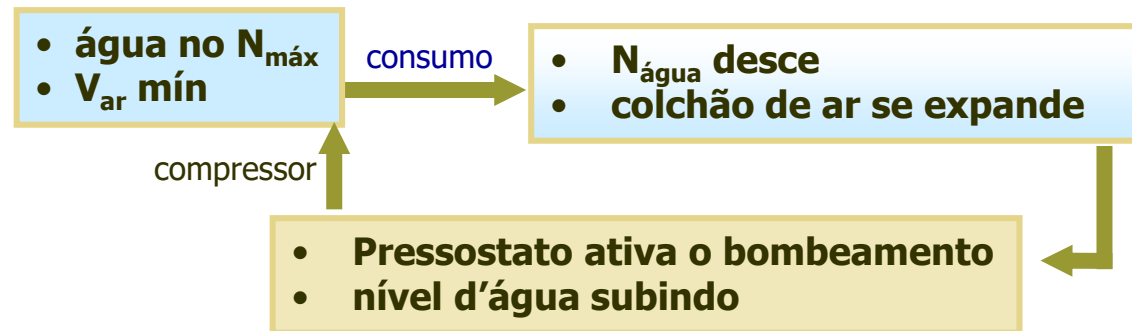 • água no Nmáx
• Var mín
consumo
• Nágua desce
• colchão de ar se expande
compressor
• Pressostato ativa o bombeamento
• nível d’água subindo